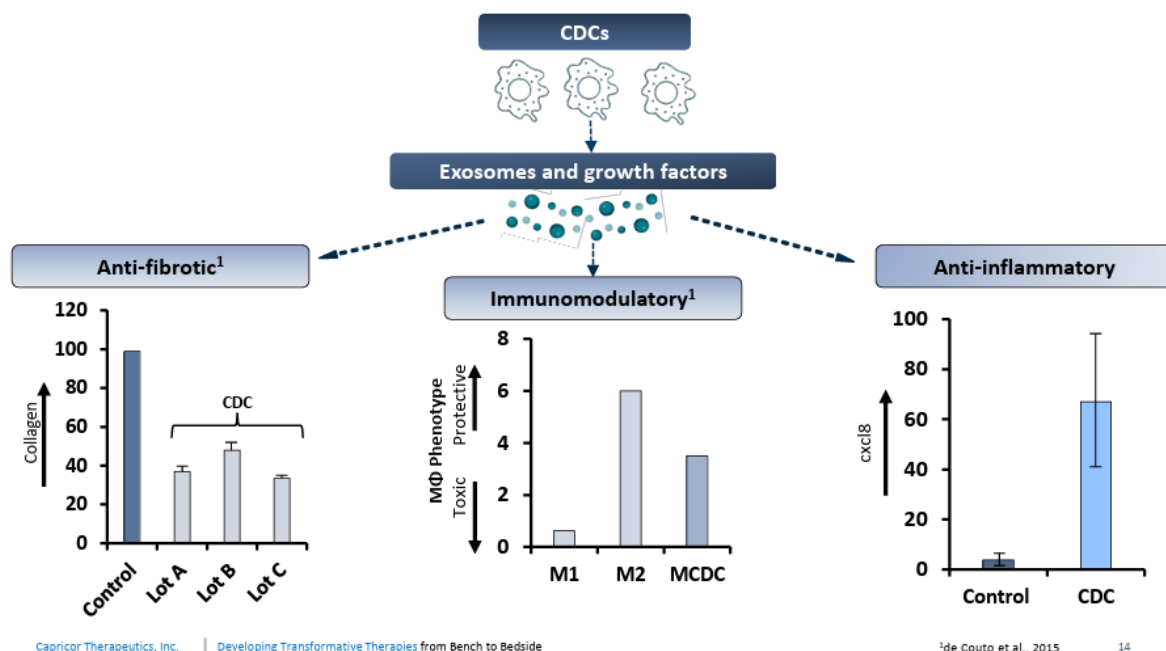 CDCs
Exosomes and growth factors
Anti-fibrotic¹
Immunomodulatory¹
Anti-inflammatory
120
100
80
60
40
20
0
Collagen
CDC
Control
Lot A
Lot B
Lot C
8
6
4
2
0
MΦ Phenotype
Protective
Toxic
M1
M2
MCDC
100
80
60
40
20
0
cxcl8
Control
CDC
Capricor Therapeutics, Inc. | Developing Transformative Therapies from Bench to Bedside
¹de Couto et al., 2015
14